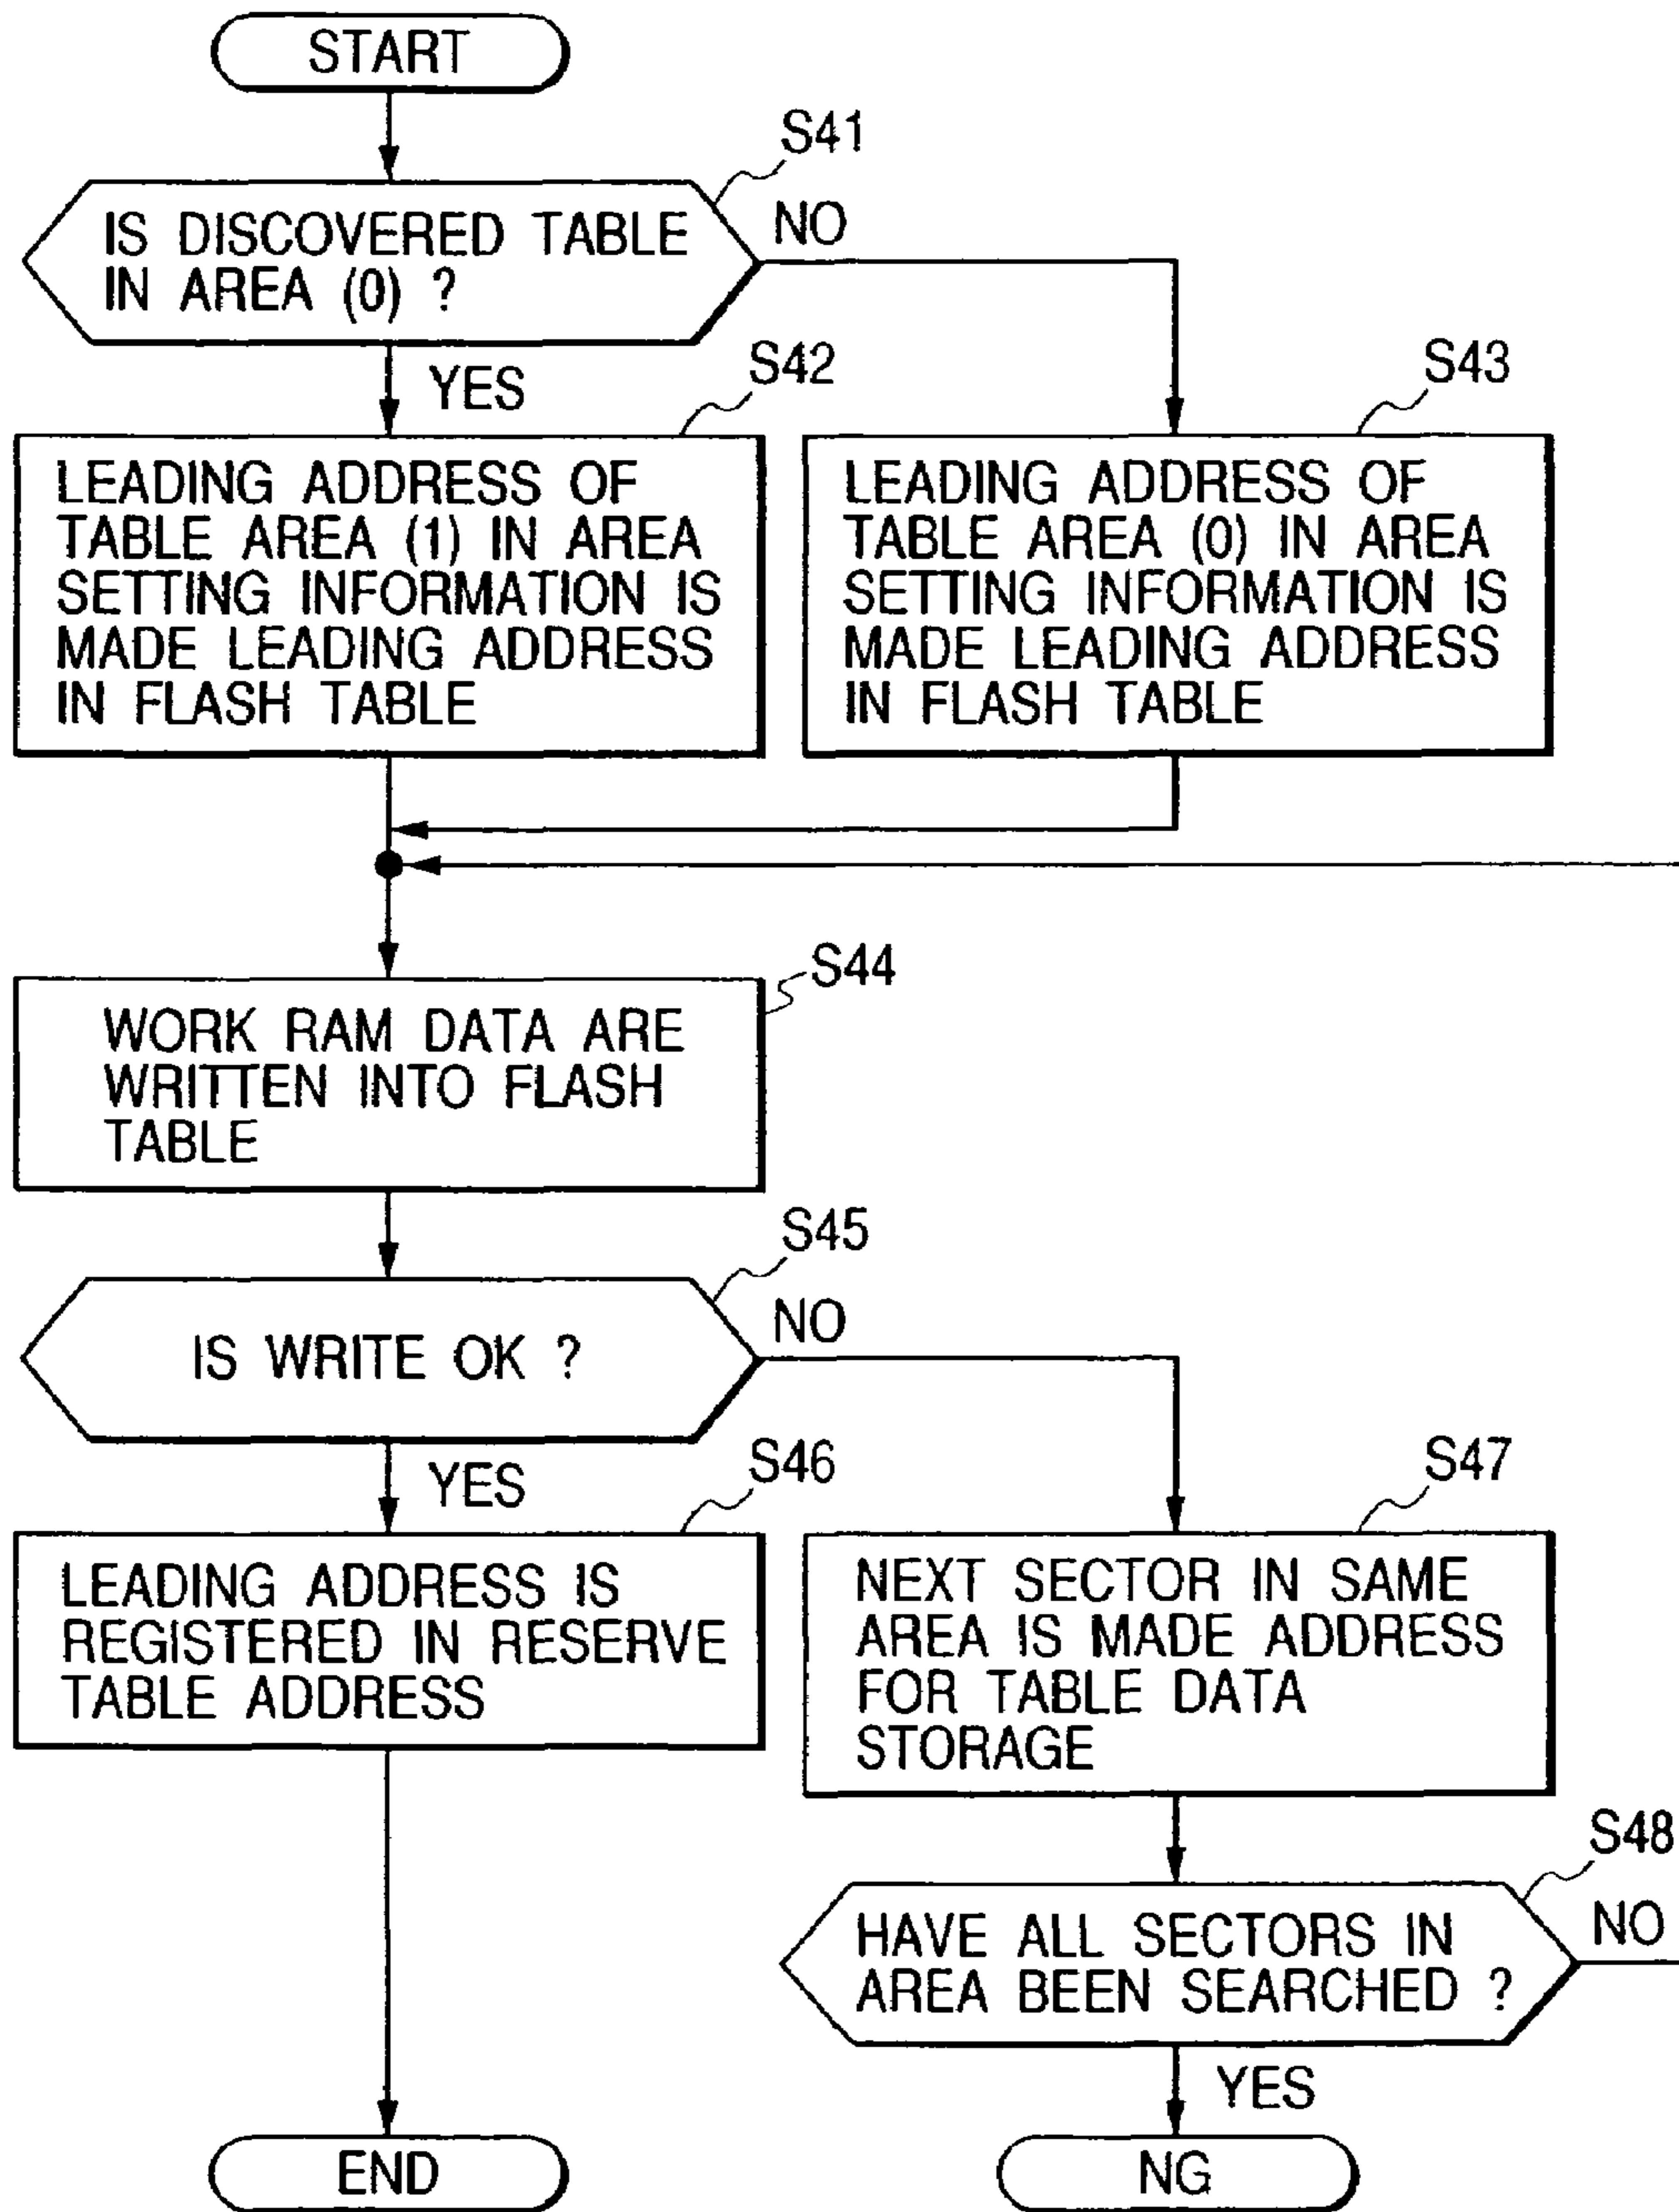 START
S41
IS DISCOVERED TABLE
IN AREA (0) ?
NO
YES
S42
LEADING ADDRESS OF
TABLE AREA (1) IN AREA
SETTING INFORMATION IS
MADE LEADING ADDRESS
IN FLASH TABLE
S43
LEADING ADDRESS OF
TABLE AREA (0) IN AREA
SETTING INFORMATION IS
MADE LEADING ADDRESS
IN FLASH TABLE
S44
WORK RAM DATA ARE
WRITTEN INTO FLASH
TABLE
S45
IS WRITE OK ?
NO
YES
S46
LEADING ADDRESS IS
REGISTERED IN RESERVE
TABLE ADDRESS
S47
NEXT SECTOR IN SAME
AREA IS MADE ADDRESS
FOR TABLE DATA
STORAGE
S48
HAVE ALL SECTORS IN
AREA BEEN SEARCHED ?
NO
YES
END
NG